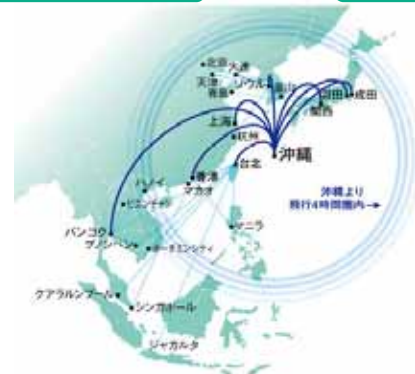 北京
大連
天津
ソウル
青島
釜山
羽田
成田
関西
上海
杭州
沖縄
台北
香港
マカオ
ハノイ
沖縄より
飛行4時間圏内→
ビエンチャン
バンコク
マニラ
プノンペン
ホーチミンシティ
クアラルンプール
シンガポール
ジャカルタ